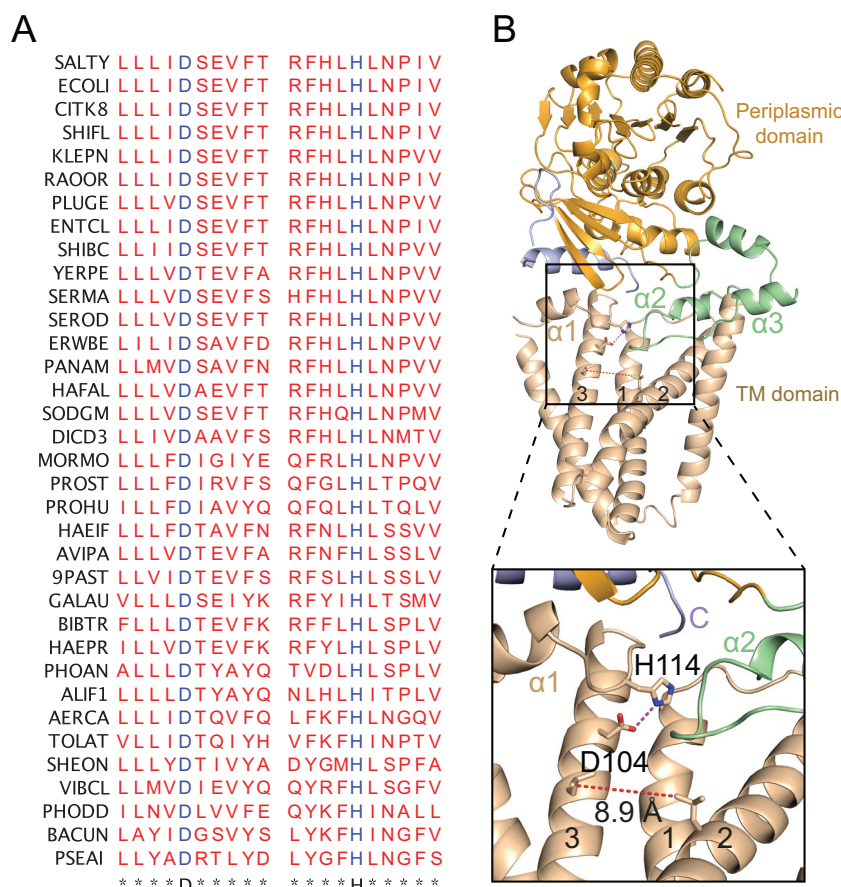 A
SALTY LLLIDSEVFT RFHLHLNPIV
ECOLI LLLIDSEVFT RFHLHLNPIV
CITK8 LLLIDSEVFT RFHLHLNPIV
SHIFL LLLIDSEVFT RFHLHLNPIV
KLEPN LLLIDSEVFT RFHLHLNPVV
RAOOR LLLIDSEVFT RFHLHLNPIV
PLUGE LLLVDSEVFT RFHLHLNPVV
ENTCL LLLIDSEVFT RFHLHLNPIV
SHIBC LLIIDSEVFT RFHLHLNPVV
YERPE LLLVDTEVFA RFHLHLNPVV
SERMA LLLVDSEVFS HFHLHLNPVV
SEROD LLLVDSEVFT RFHLHLNPVV
ERWBE LILIDSAVFD RFHLHLNPVV
PANAM LLMVDSAVFN RFHLHLNPVV
HAFAL LLLVDAEVFT RFHLHLNPVV
SODGM LLLVDSEVFT RFHQHLNPMV
DICD3 LLIVDAAVFS RFHLHLNMTV
MORMO LLLFDIGIYE QFRLHLNPVV
PROST LLLFDIRVFS QFGLHLTPQV
PROHU ILLFDIAVYQ QFQLHLTQLV
HAEIF LLLFDTAVFN RFNLHLSSVV
AVIPA LLLVDTEVFA RFNFHLSSLV
9PAST LLVIDTEVFS RFSLHLSSLV
GALAU VLLLDSEIYK RFYIHLTSMV
BIBTR FLLLDTEVFK RFFLHLSPLV
HAEPR ILLVDTEVFK RFHLHLSPLV
PHOAN ALLLDTYAYQ TVDLHLSPLV
ALIF1 LLLLDTYAYQ NLHLHITPLV
AERCA LLLIDTQVFQ LFKFHLNGQV
TOLAT VLLIDTQIYH VFKFHINPTV
SHEON LLLYDTIVYA DYGMHLSPFA
VIBCL LLMVDIEVYQ QYRFHLSGFV
PHODD ILNVDLVVFE QYKFHINALL
BACUN LAYIDGSVYS LYKFHINGFV
PSEAI LLYADRTLYD LYGFHLNGFS
****D***** ****H*****
B
Periplasmic
domain
α2
α1
α3
3 1 2
TM domain
C
α2
α1
H114
D104
8.9 Å
3 1 2